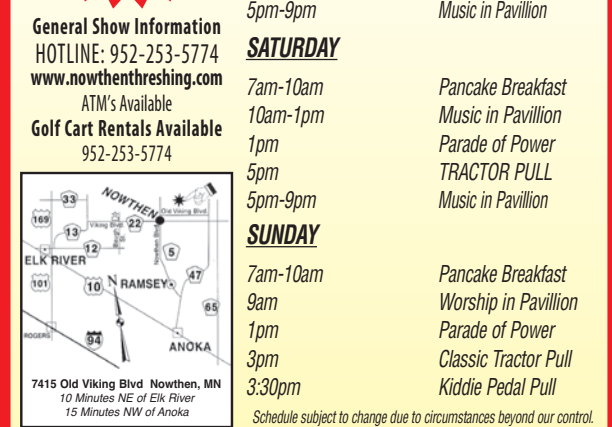 General Show Information
HOTLINE: 952-253-5774
www.nowthenthreshing.com
ATM's Available
Golf Cart Rentals Available
952-253-5774
33
NOWTHEN
Old Viking Blvd.
169
13
Viking Blvd.
22
12
Nowthen Blvd.
5
ELK RIVER
101
10
N
RAMSEY
47
65
ROGERS
94
ANOKA
7415 Old Viking Blvd Nowthen, MN
10 Minutes NE of Elk River
15 Minutes NW of Anoka
5pm-9pm Music in Pavillion
SATURDAY
7am-10am Pancake Breakfast
10am-1pm Music in Pavillion
1pm Parade of Power
5pm TRACTOR PULL
5pm-9pm Music in Pavillion
SUNDAY
7am-10am Pancake Breakfast
9am Worship in Pavillion
1pm Parade of Power
3pm Classic Tractor Pull
3:30pm Kiddie Pedal Pull
Schedule subject to change due to circumstances beyond our control.